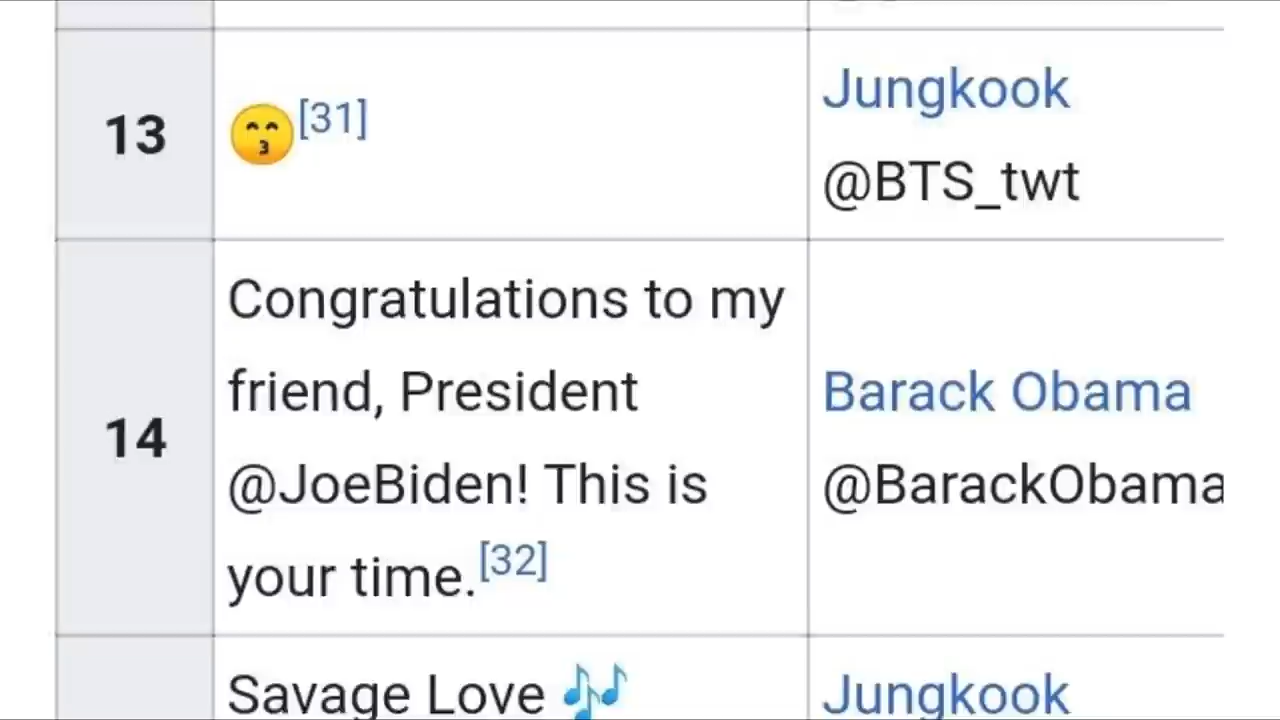 13
😙[31]
Jungkook
@BTS_twt
14
Congratulations to my
friend, President
@JoeBiden! This is
your time.[32]
Barack Obama
@BarackObama
Savage Love 🎶
Jungkook